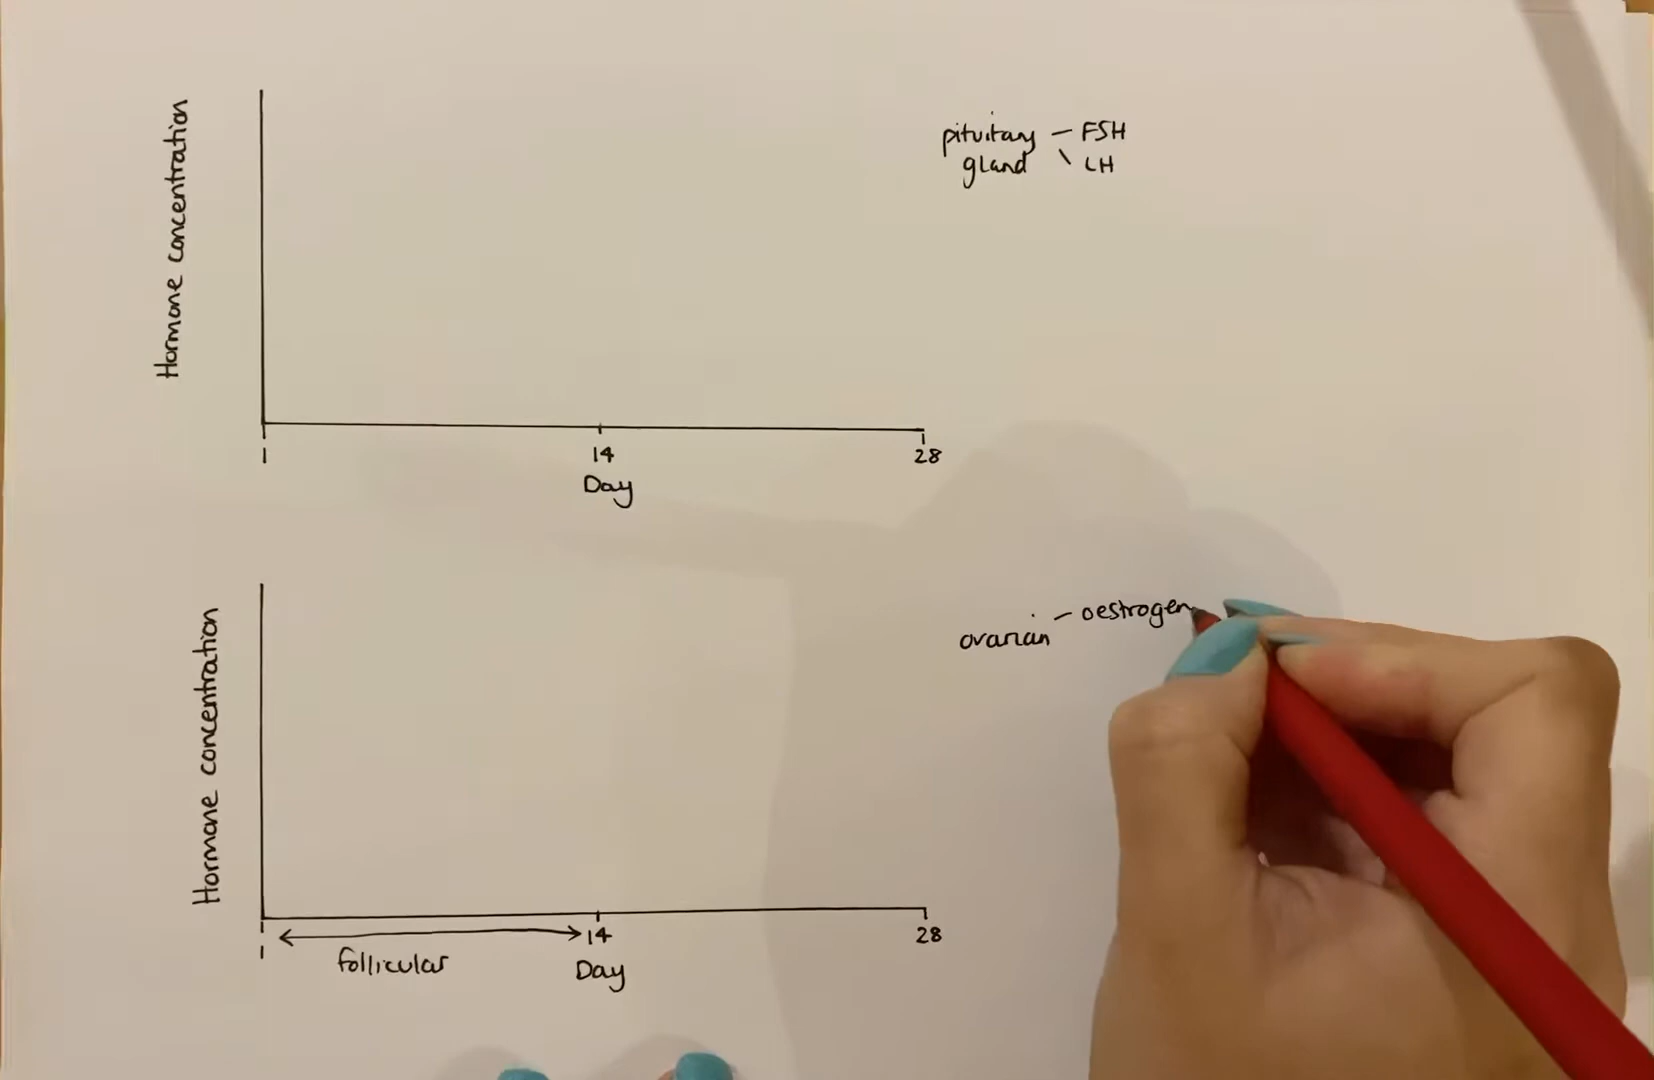 Hormone concentration
pituitary – FSH
gland \ LH
1 14 28
Day
Hormone concentration
– oestrogen
ovarian
1 14 28
follicular
Day